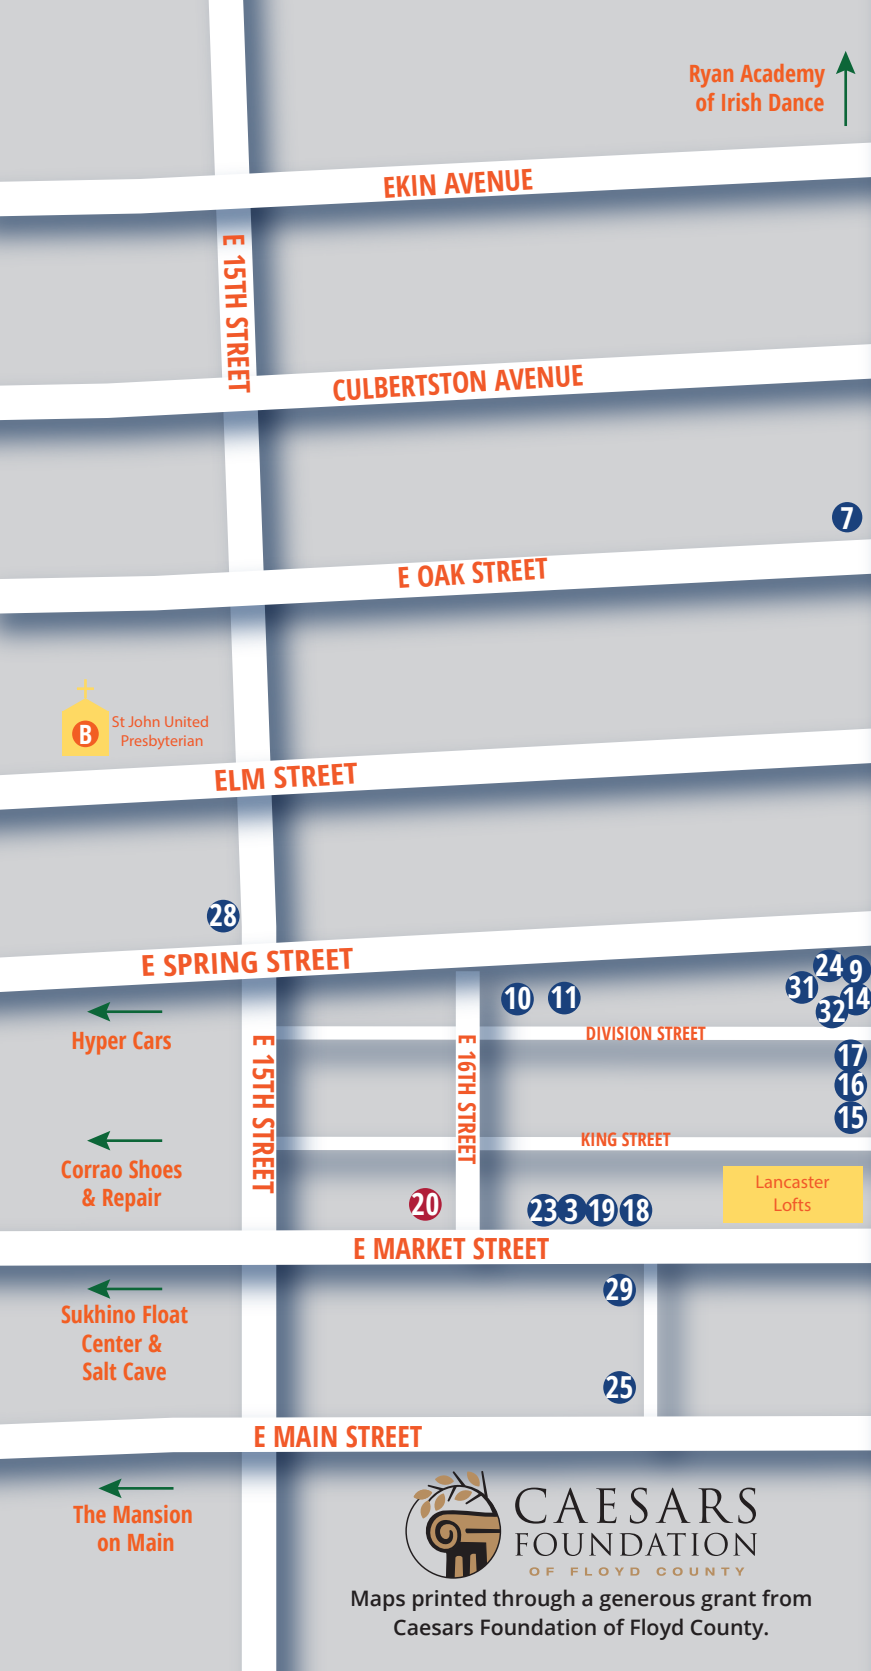 Ryan Academy
of Irish Dance
EKIN AVENUE
E 15TH STREET
CULBERTSTON AVENUE
7
E OAK STREET
B
St John United
Presbyterian
ELM STREET
28
E SPRING STREET
24
9
31
14
32
10
11
Hyper Cars
E 15TH STREET
E 16TH STREET
DIVISION STREET
17
16
15
KING STREET
Corrao Shoes
& Repair
Lancaster
Lofts
20
23
3
19
18
E MARKET STREET
29
Sukhino Float
Center &
Salt Cave
25
E MAIN STREET
The Mansion
on Main
CAESARS
FOUNDATION
OF FLOYD COUNTY
Maps printed through a generous grant from
Caesars Foundation of Floyd County.